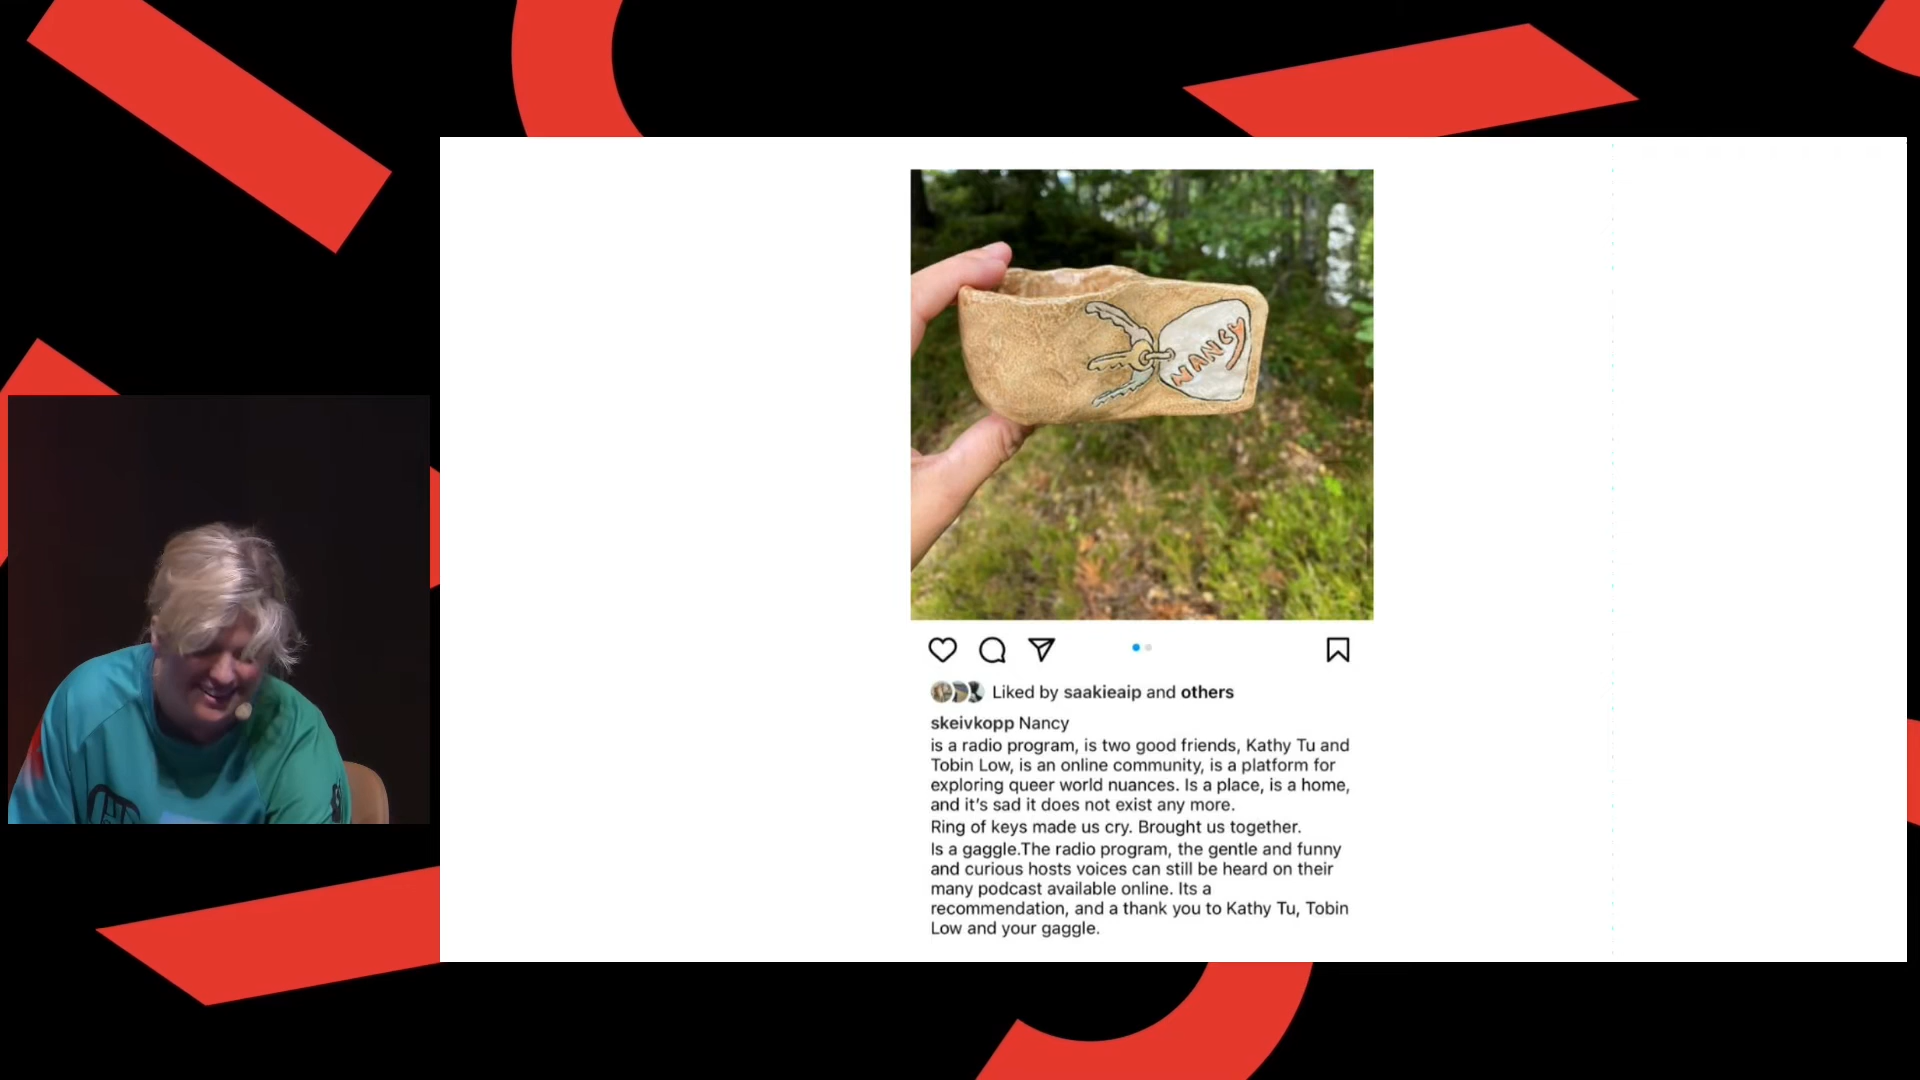 NANCY
Liked by saakieaip and others
skeivkopp Nancy
is a radio program, is two good friends, Kathy Tu and
Tobin Low, is an online community, is a platform for
exploring queer world nuances. Is a place, is a home,
and it's sad it does not exist any more.
Ring of keys made us cry. Brought us together.
Is a gaggle.The radio program, the gentle and funny
and curious hosts voices can still be heard on their
many podcast available online. Its a
recommendation, and a thank you to Kathy Tu, Tobin
Low and your gaggle.